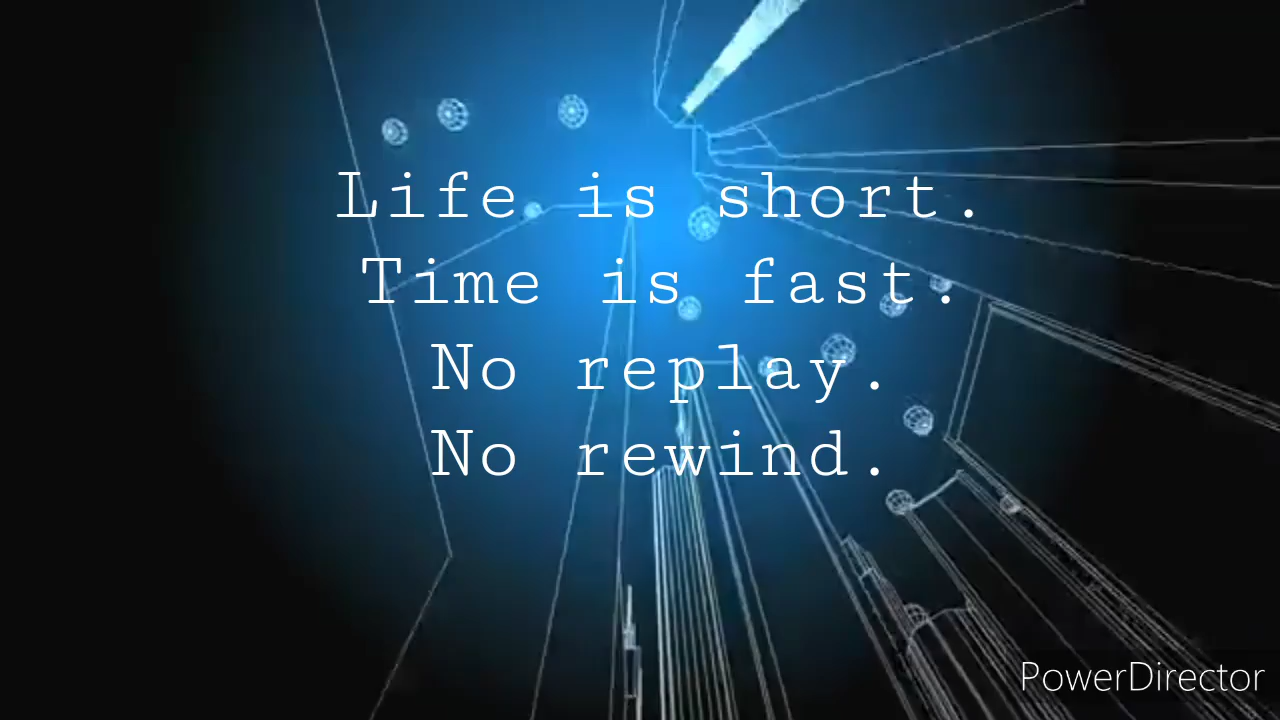 Life is short.
Time is fast.
No replay.
No rewind.
PowerDirector